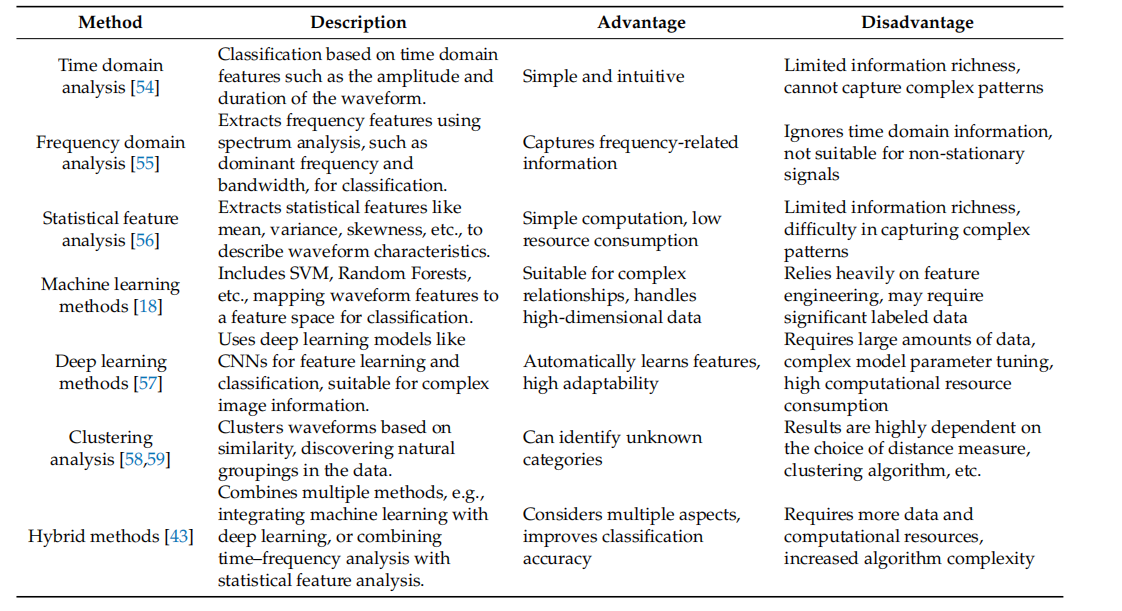 Method Description Advantage Disadvantage
Time domain
analysis [54]
Classification based on time domain
features such as the amplitude and
duration of the waveform.
Simple and intuitive
Limited information richness,
cannot capture complex patterns
Frequency domain
analysis [55]
Extracts frequency features using
spectrum analysis, such as
dominant frequency and
bandwidth, for classification.
Captures frequency-related
information
Ignores time domain information,
not suitable for non-stationary
signals
Statistical feature
analysis [56]
Extracts statistical features like
mean, variance, skewness, etc., to
describe waveform characteristics.
Simple computation, low
resource consumption
Limited information richness,
difficulty in capturing complex
patterns
Machine learning
methods [18]
Includes SVM, Random Forests,
etc., mapping waveform features to
a feature space for classification.
Suitable for complex
relationships, handles
high-dimensional data
Relies heavily on feature
engineering, may require
significant labeled data
Deep learning
methods [57]
Uses deep learning models like
CNNs for feature learning and
classification, suitable for complex
image information.
Automatically learns features,
high adaptability
Requires large amounts of data,
complex model parameter tuning,
high computational resource
consumption
Clustering
analysis [58,59]
Clusters waveforms based on
similarity, discovering natural
groupings in the data.
Can identify unknown
categories
Results are highly dependent on
the choice of distance measure,
clustering algorithm, etc.
Hybrid methods [43]
Combines multiple methods, e.g.,
integrating machine learning with
deep learning, or combining
time–frequency analysis with
statistical feature analysis.
Considers multiple aspects,
improves classification
accuracy
Requires more data and
computational resources,
increased algorithm complexity